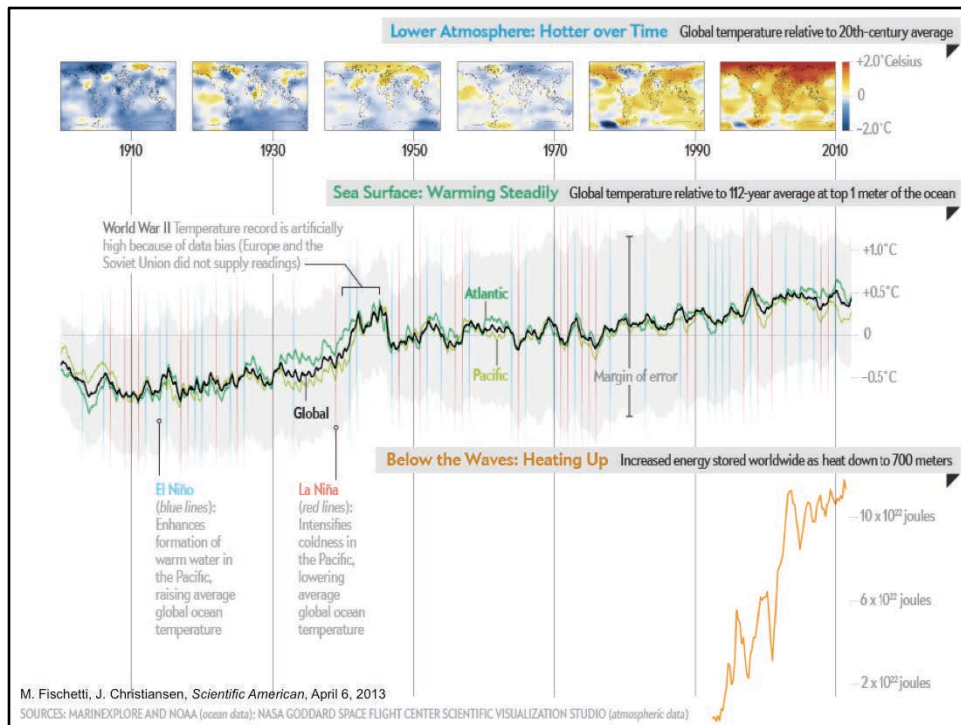 Lower Atmosphere: Hotter over Time Global temperature relative to 20th-century average
+2.0°Celsius
−2.0°C
1910 1930 1950 1970 1990 2010
Sea Surface: Warming Steadily Global temperature relative to 112-year average at top 1 meter of the ocean
World War II Temperature record is artificially
high because of data bias (Europe and the
Soviet Union did not supply readings)
+1.0°C
Atlantic
+0.5°C
0
Pacific
Margin of error
−0.5°C
Global
Below the Waves: Heating Up Increased energy stored worldwide as heat down to 700 meters
El Niño
(blue lines):
Enhances
formation of
warm water in
the Pacific,
raising average
global ocean
temperature
La Niña
(red lines):
Intensifies
coldness in
the Pacific,
lowering
average
global ocean
temperature
10 x 10²² joules
6 x 10²² joules
2 x 10²² joules
M. Fischetti, J. Christiansen, Scientific American, April 6, 2013
SOURCES: MARINEXPLORE AND NOAA (ocean data); NASA GODDARD SPACE FLIGHT CENTER SCIENTIFIC VISUALIZATION STUDIO (atmospheric data)